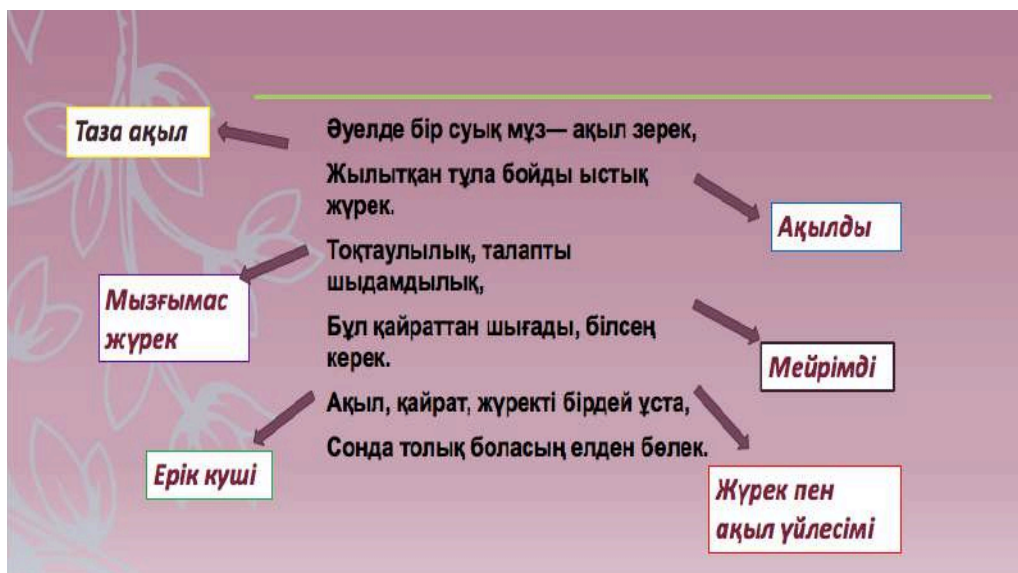 Таза ақыл
Әуелде бір суық мұз— ақыл зерек,
Жылытқан тұла бойды ыстық
жүрек.
Ақылды
Тоқтаулылық, талапты
шыдамдылық,
Мызғымас
жүрек
Бұл қайраттан шығады, білсең
керек.
Мейрімді
Ақыл, қайрат, жүректі бірдей ұста,
Сонда толық боласың елден бөлек.
Ерік куші
Жүрек пен
ақыл үйлесімі